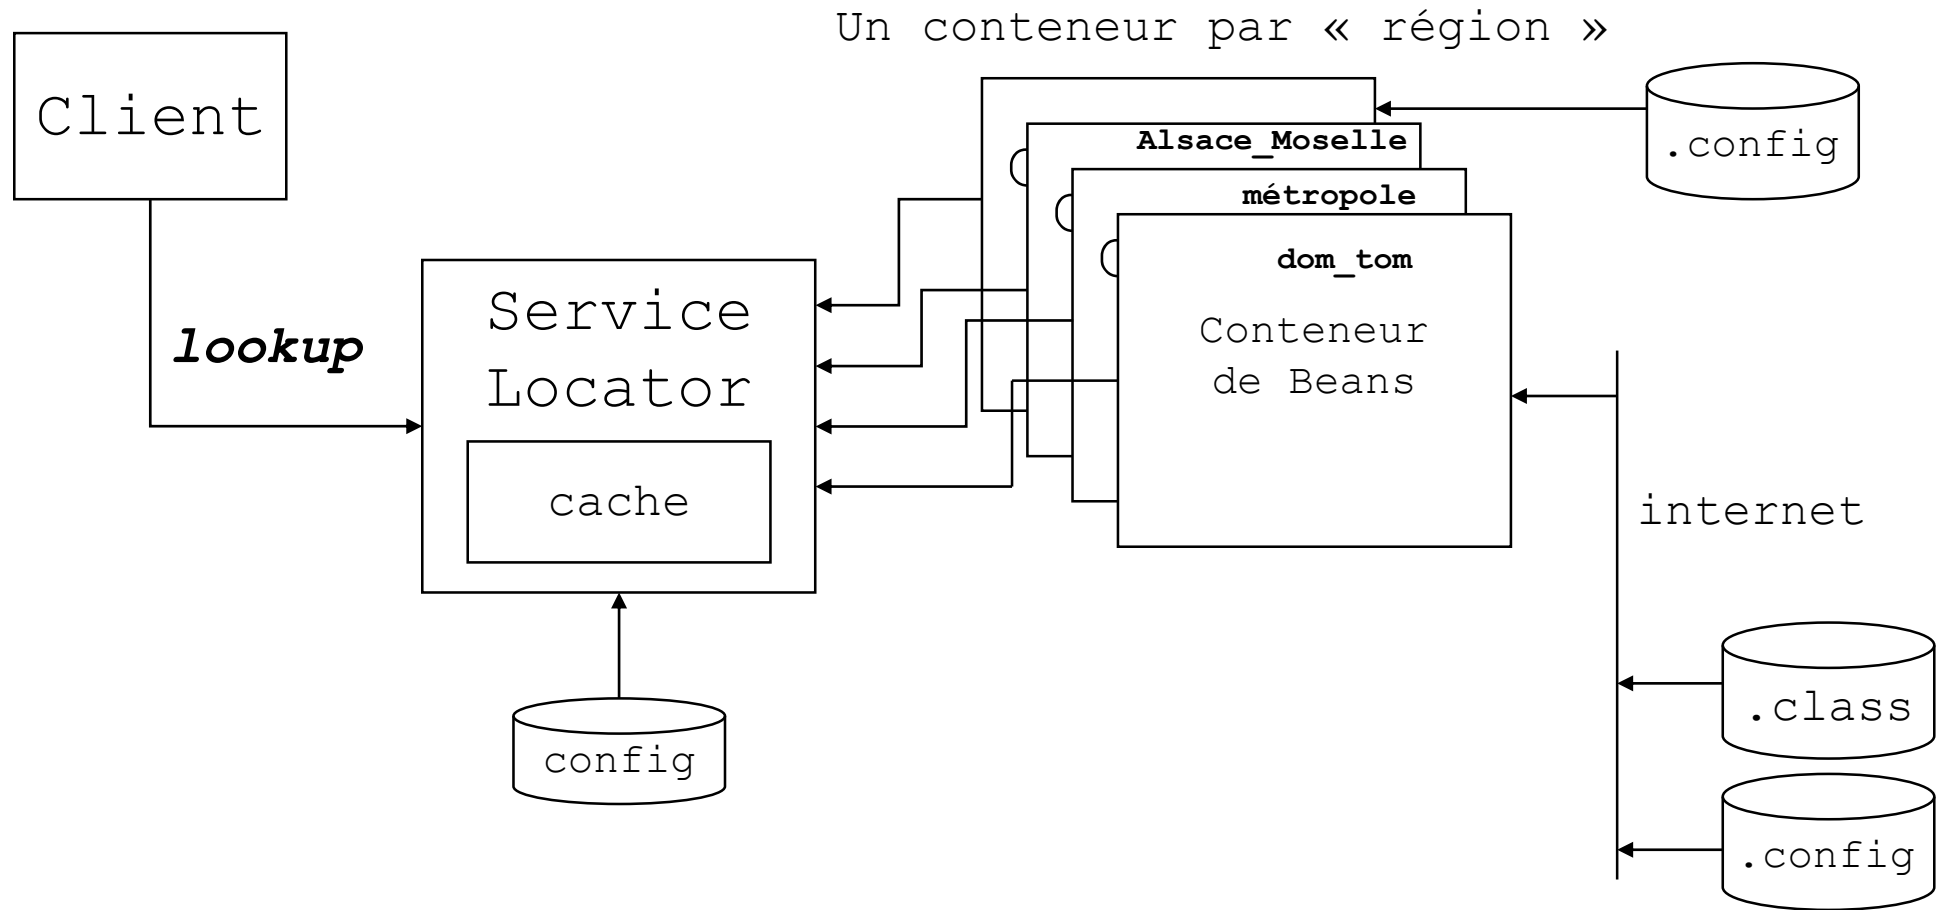 Un conteneur par « région »
Client
.config
Alsace_Moselle
métropole
dom_tom
Service
Locator
lookup
Conteneur
de Beans
cache
internet
config
.class
.config